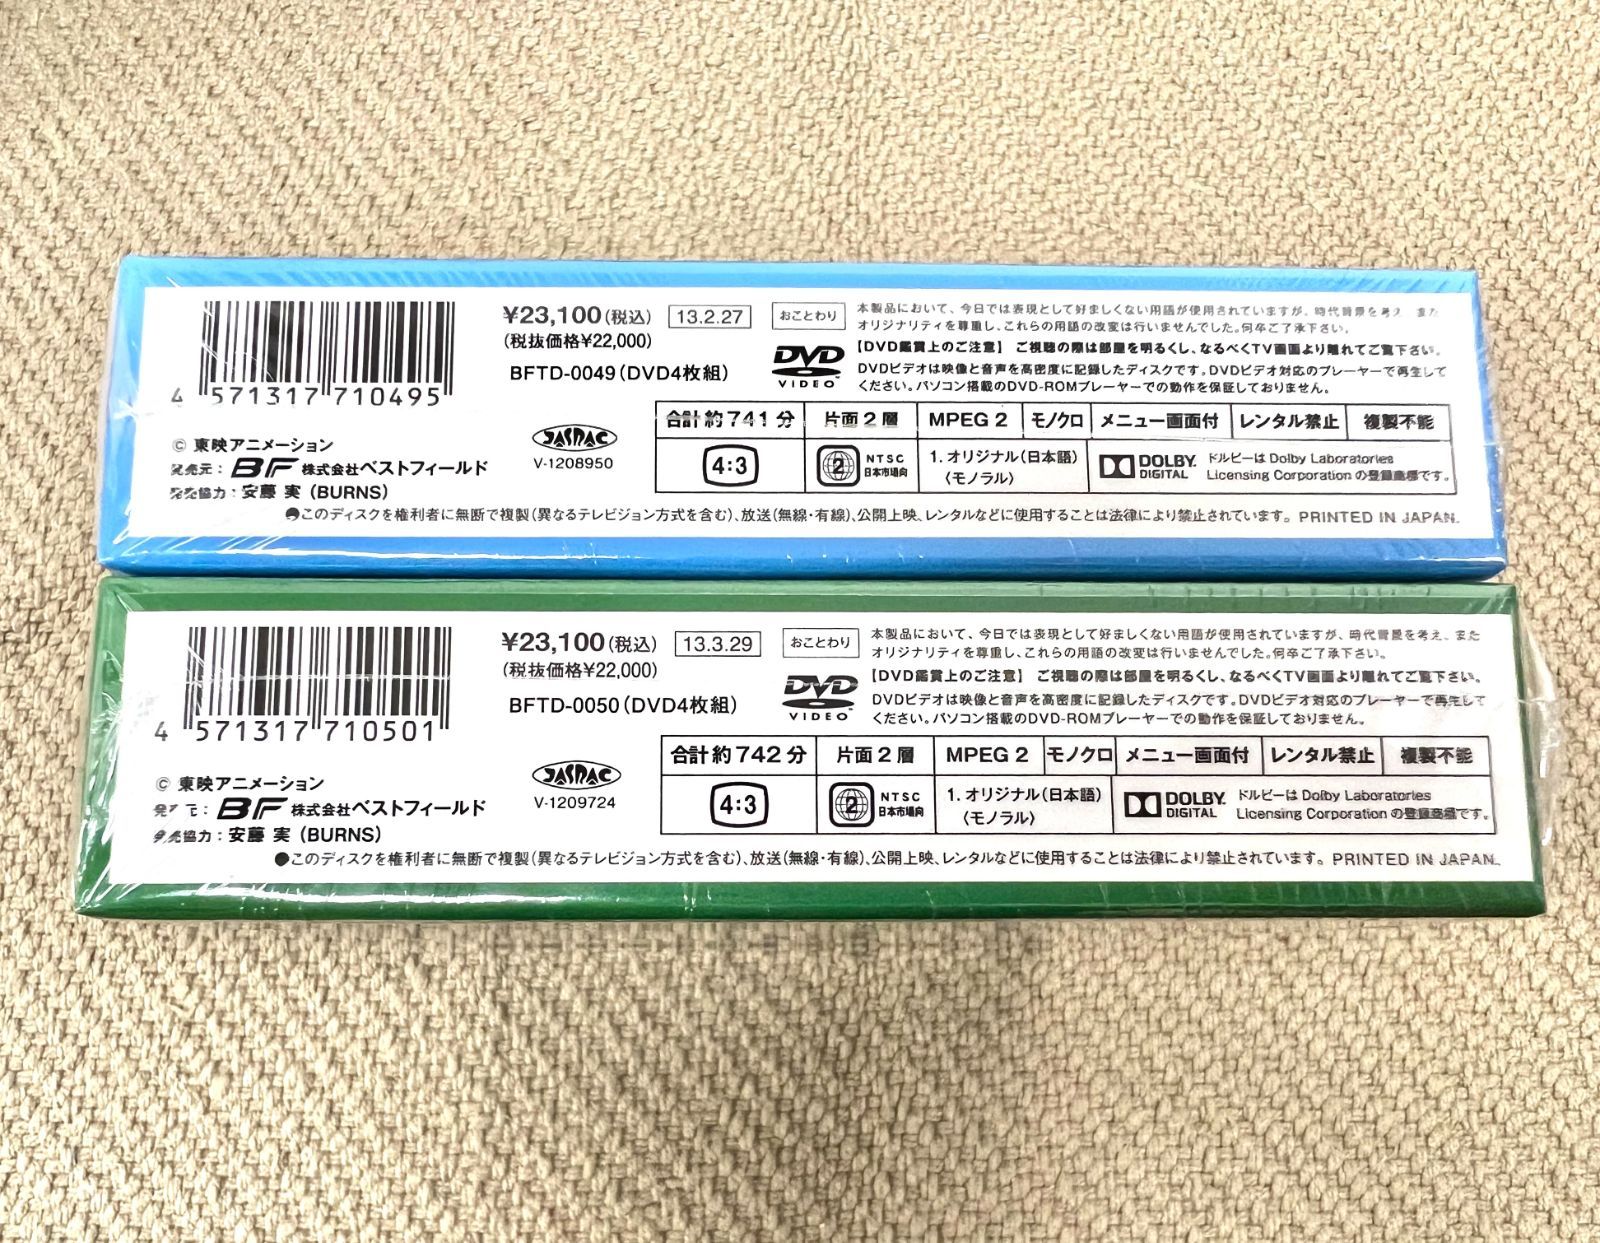 ¥23,100(税込) 13.2.27 おことわり 本製品において、今日では表現として好ましくない用語が使用されていますが、時代背景を考え、また
(税抜価格¥22,000) オリジナリティを尊重し、これらの用語の改変は行いませんでした。何卒ご了承下さい。
DVD VIDEO 【DVD鑑賞上のご注意】 ご視聴の際は部屋を明るくし、なるべくTV画面より離れてご覧下さい。
BFTD-0049(DVD4枚組) DVDビデオは映像と音声を高密度に記録したディスクです。DVDビデオ対応のプレーヤーで再生して
ください。パソコン搭載のDVD-ROMプレーヤーでの動作を保証しておりません。
4 571317 710495
合計約741分 片面2層 MPEG 2 モノクロ メニュー画面付 レンタル禁止 複製不能
© 東映アニメーション JASRAC
V-1208950 4:3 2 NTSC 日本市場向 1. オリジナル(日本語) DOLBY DIGITAL ドルビーは Dolby Laboratories
発売元: BF 株式会社ベストフィールド (モノラル) Licensing Corporation の登録商標です。
発売協力: 安藤 実 (BURNS)
●このディスクを権利者に無断で複製(異なるテレビジョン方式を含む)、放送(無線・有線)、公開上映、レンタルなどに使用することは法律により禁止されています。 PRINTED IN JAPAN.
¥23,100(税込) 13.3.29 おことわり 本製品において、今日では表現として好ましくない用語が使用されていますが、時代背景を考え、また
(税抜価格¥22,000) オリジナリティを尊重し、これらの用語の改変は行いませんでした。何卒ご了承下さい。
DVD VIDEO 【DVD鑑賞上のご注意】 ご視聴の際は部屋を明るくし、なるべくTV画面より離れてご覧下さい。
BFTD-0050(DVD4枚組) DVDビデオは映像と音声を高密度に記録したディスクです。DVDビデオ対応のプレーヤーで再生して
ください。パソコン搭載のDVD-ROMプレーヤーでの動作を保証しておりません。
4 571317 710501
合計約742分 片面2層 MPEG 2 モノクロ メニュー画面付 レンタル禁止 複製不能
© 東映アニメーション JASRAC
V-1209724 4:3 2 NTSC 日本市場向 1. オリジナル(日本語) DOLBY DIGITAL ドルビーは Dolby Laboratories
発売元: BF 株式会社ベストフィールド (モノラル) Licensing Corporation の登録商標です。
発売協力: 安藤 実 (BURNS)
●このディスクを権利者に無断で複製(異なるテレビジョン方式を含む)、放送(無線・有線)、公開上映、レンタルなどに使用することは法律により禁止されています。 PRINTED IN JAPAN.